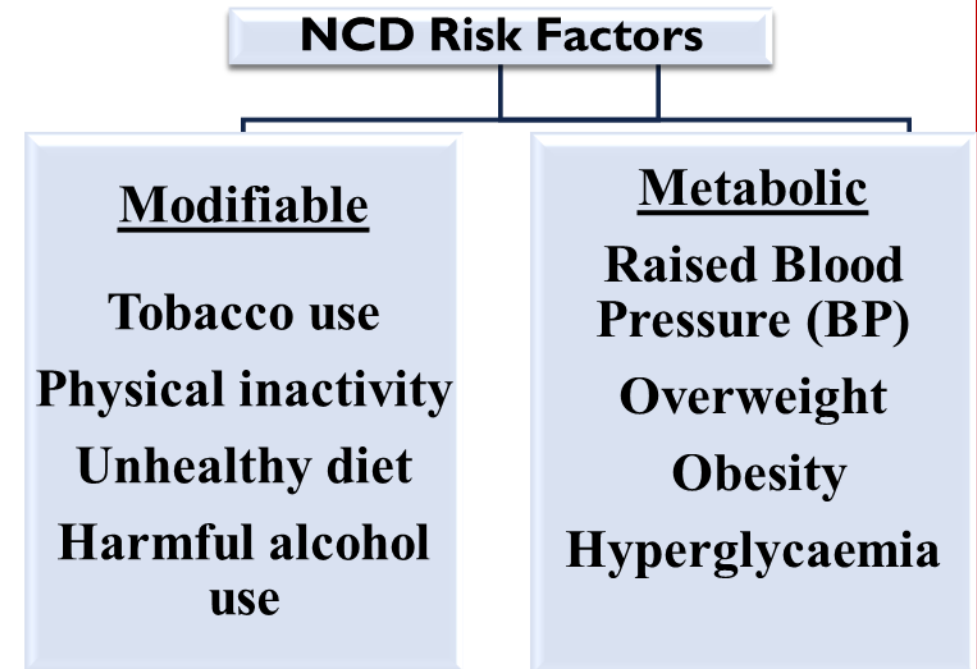 NCD Risk Factors
Modifiable
Tobacco use
Physical inactivity
Unhealthy diet
Harmful alcohol
use
Metabolic
Raised Blood
Pressure (BP)
Overweight
Obesity
Hyperglycaemia